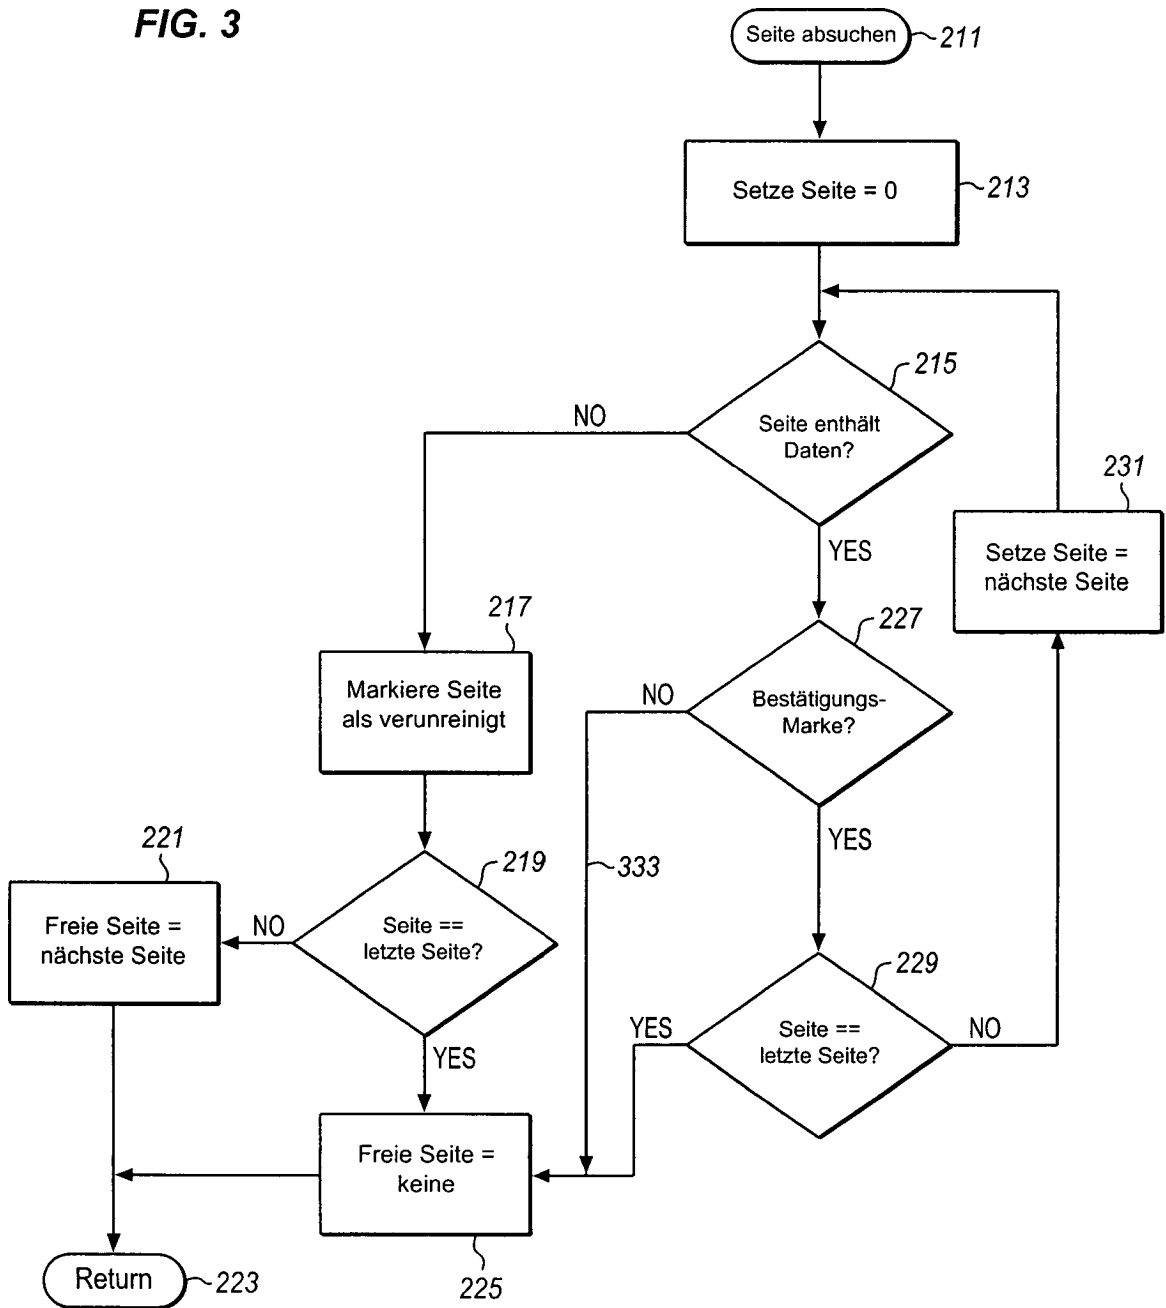 FIG. 3
Seite absuchen
211
Setze Seite = 0
213
215
Seite enthält
Daten?
NO
YES
231
Setze Seite =
nächste Seite
217
Markiere Seite
als verunreinigt
227
Bestätigungs-
Marke?
NO
YES
333
221
Freie Seite =
nächste Seite
219
Seite ==
letzte Seite?
NO
YES
229
Seite ==
letzte Seite?
YES
NO
Freie Seite =
keine
225
Return
223